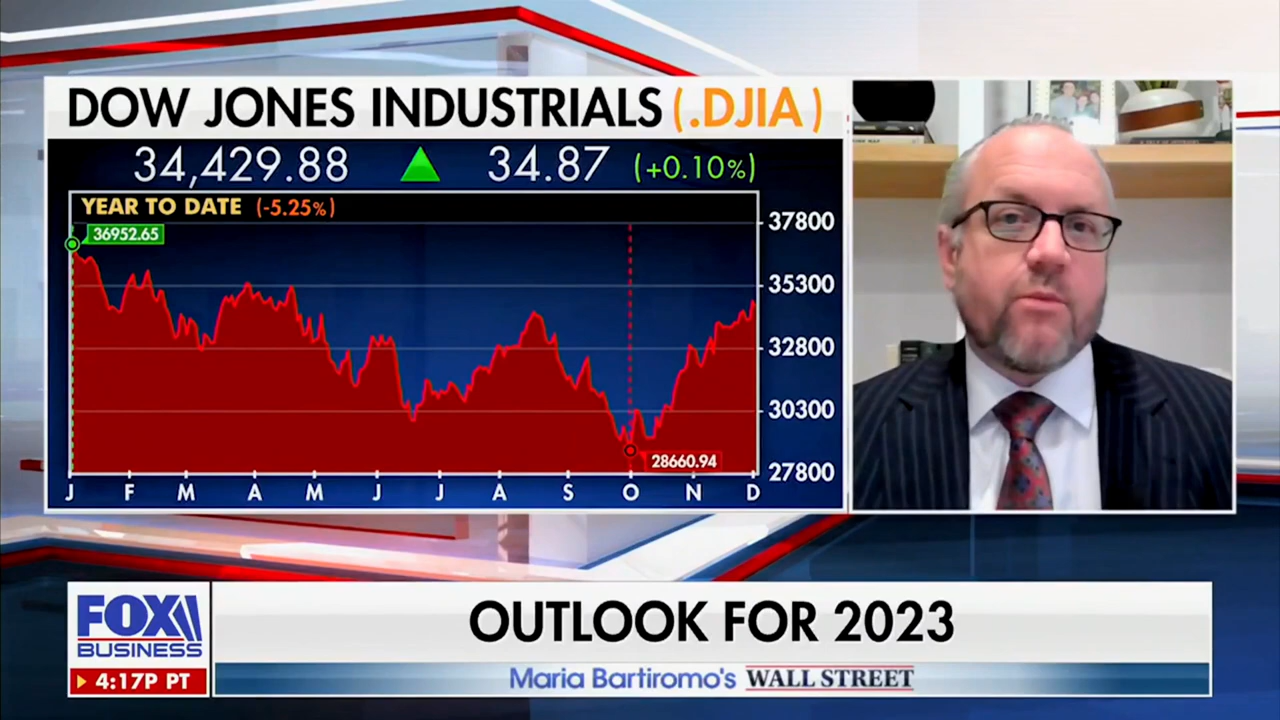 DOW JONES INDUSTRIALS (.DJIA)
34,429.88 ▲ 34.87 (+0.10%)
YEAR TO DATE (-5.25%)
36952.65
37800
35300
32800
30300
28660.94
27800
J F M A M J J A S O N D
FOX BUSINESS
4:17P PT
OUTLOOK FOR 2023
Maria Bartiromo's WALL STREET